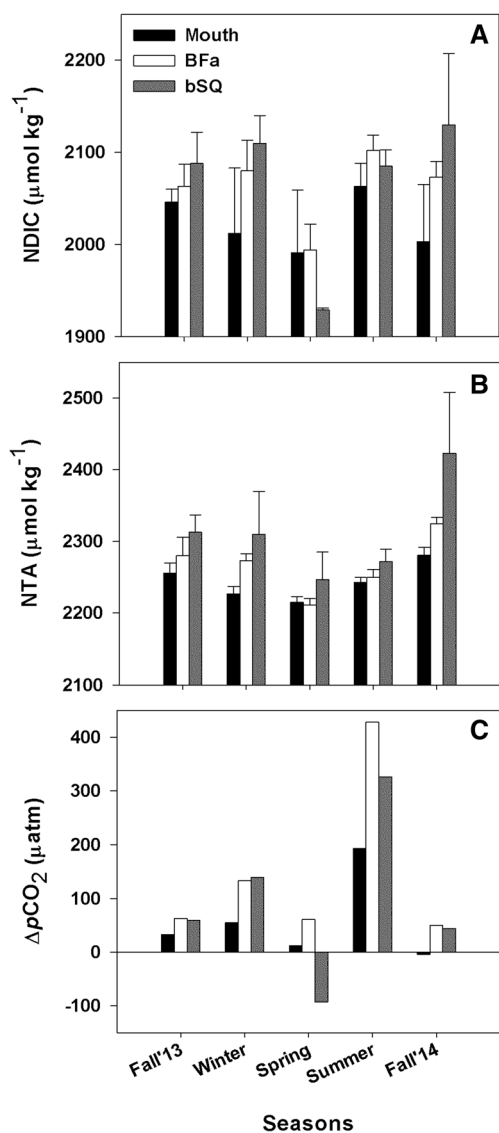 A
Mouth
BFa
bSQ
NDIC (μmol kg⁻¹)
2200
2100
2000
1900
B
NTA (μmol kg⁻¹)
2500
2400
2300
2200
2100
C
ΔpCO₂ (μatm)
400
300
200
100
0
-100
Fall'13
Winter
Spring
Summer
Fall'14
Seasons